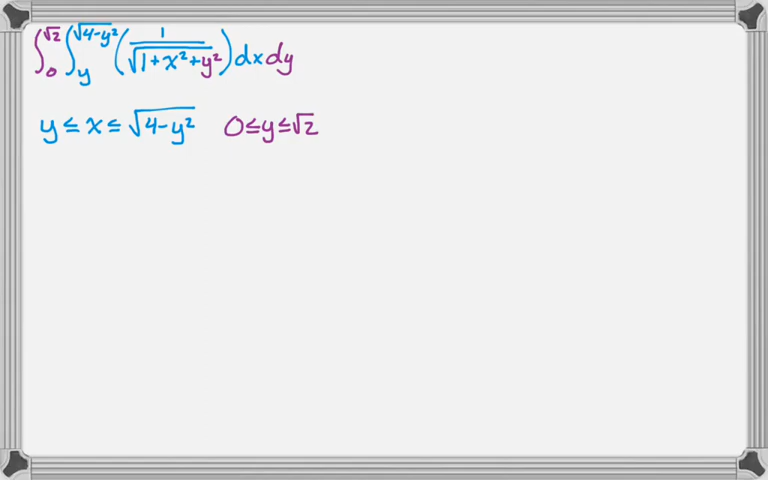 ∫₀^√2 ∫_y^√(4-y²) (1/√(1+x²+y²)) dx dy
y ≤ x ≤ √(4-y²) 0 ≤ y ≤ √2